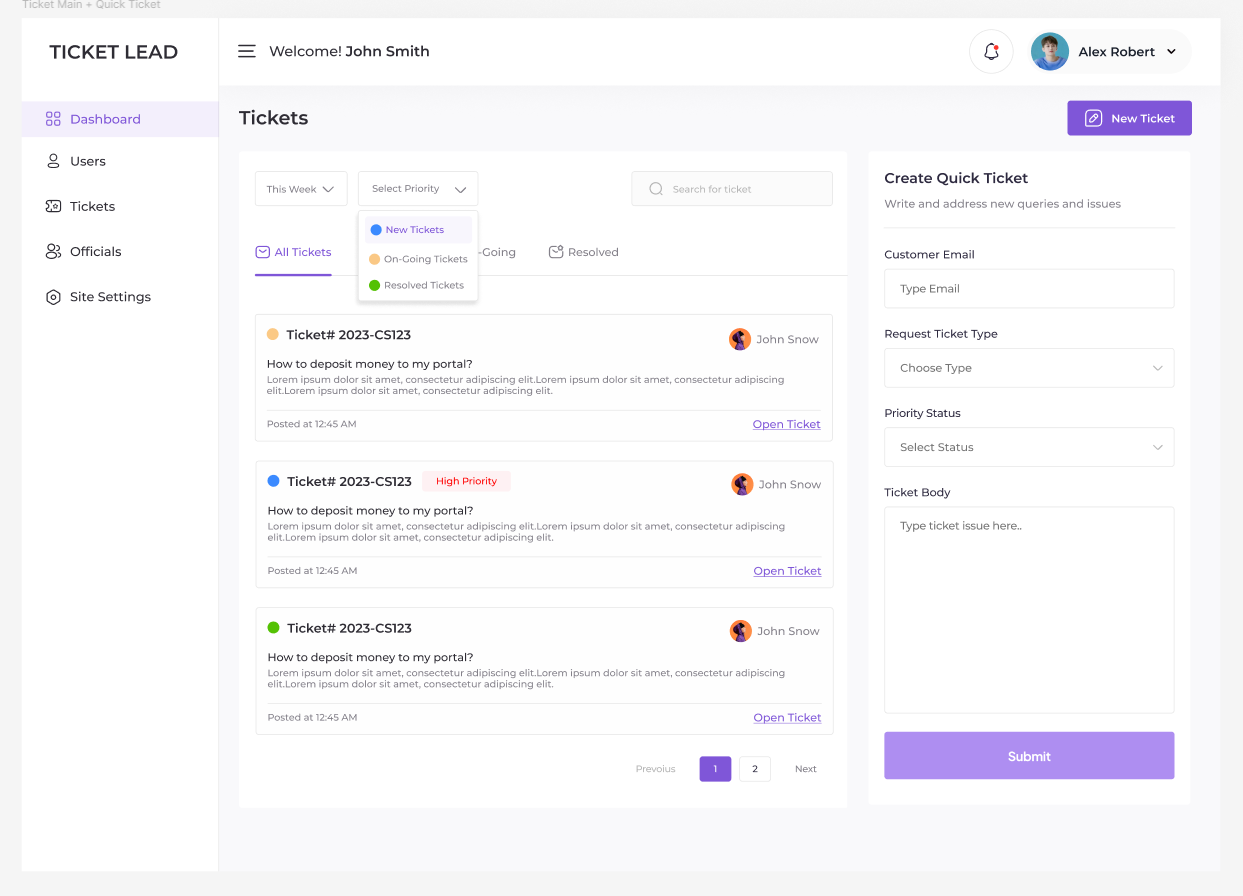 Ticket Main + Quick Ticket
TICKET LEAD
Welcome! John Smith
Alex Robert
Dashboard
Users
Tickets
Officials
Site Settings
Tickets
New Ticket
This Week
Select Priority
Search for ticket
New Tickets
On-Going Tickets
Resolved Tickets
All Tickets
-Going
Resolved
Ticket# 2023-CS123
John Snow
How to deposit money to my portal?
Lorem ipsum dolor sit amet, consectetur adipiscing elit.Lorem ipsum dolor sit amet, consectetur adipiscing
elit.Lorem ipsum dolor sit amet, consectetur adipiscing elit.
Posted at 12:45 AM
Open Ticket
Ticket# 2023-CS123
High Priority
John Snow
How to deposit money to my portal?
Lorem ipsum dolor sit amet, consectetur adipiscing elit.Lorem ipsum dolor sit amet, consectetur adipiscing
elit.Lorem ipsum dolor sit amet, consectetur adipiscing elit.
Posted at 12:45 AM
Open Ticket
Ticket# 2023-CS123
John Snow
How to deposit money to my portal?
Lorem ipsum dolor sit amet, consectetur adipiscing elit.Lorem ipsum dolor sit amet, consectetur adipiscing
elit.Lorem ipsum dolor sit amet, consectetur adipiscing elit.
Posted at 12:45 AM
Open Ticket
Prevoius
1
2
Next
Create Quick Ticket
Write and address new queries and issues
Customer Email
Type Email
Request Ticket Type
Choose Type
Priority Status
Select Status
Ticket Body
Type ticket issue here..
Submit